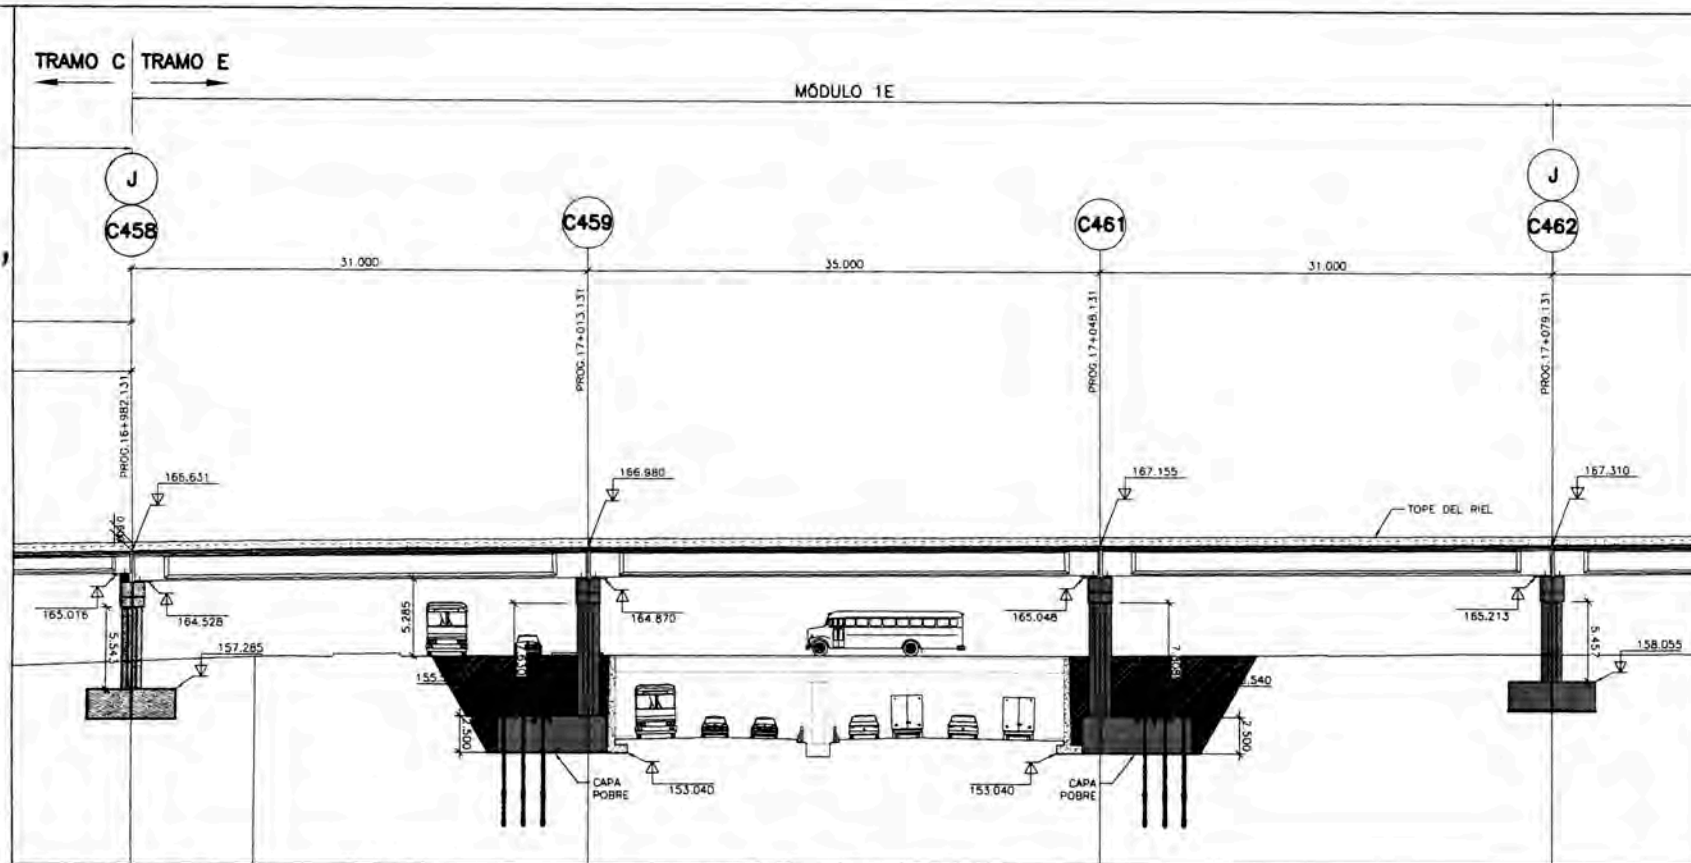 TRAMO C TRAMO E
MÓDULO 1E
J J
C458 C459 C461 C462
31.000 35.000 31.000
PROG.16+982.131
PROG.17+013.131
PROG.17+048.131
PROG.17+079.131
166.631 166.980 167.155 167.310
TOPE DEL RIEL
165.016 164.528 164.870 165.048 165.213
5.285
157.285 158.055
5.457
2.500 2.500
CAPA POBRE
153.040 153.040
CAPA POBRE